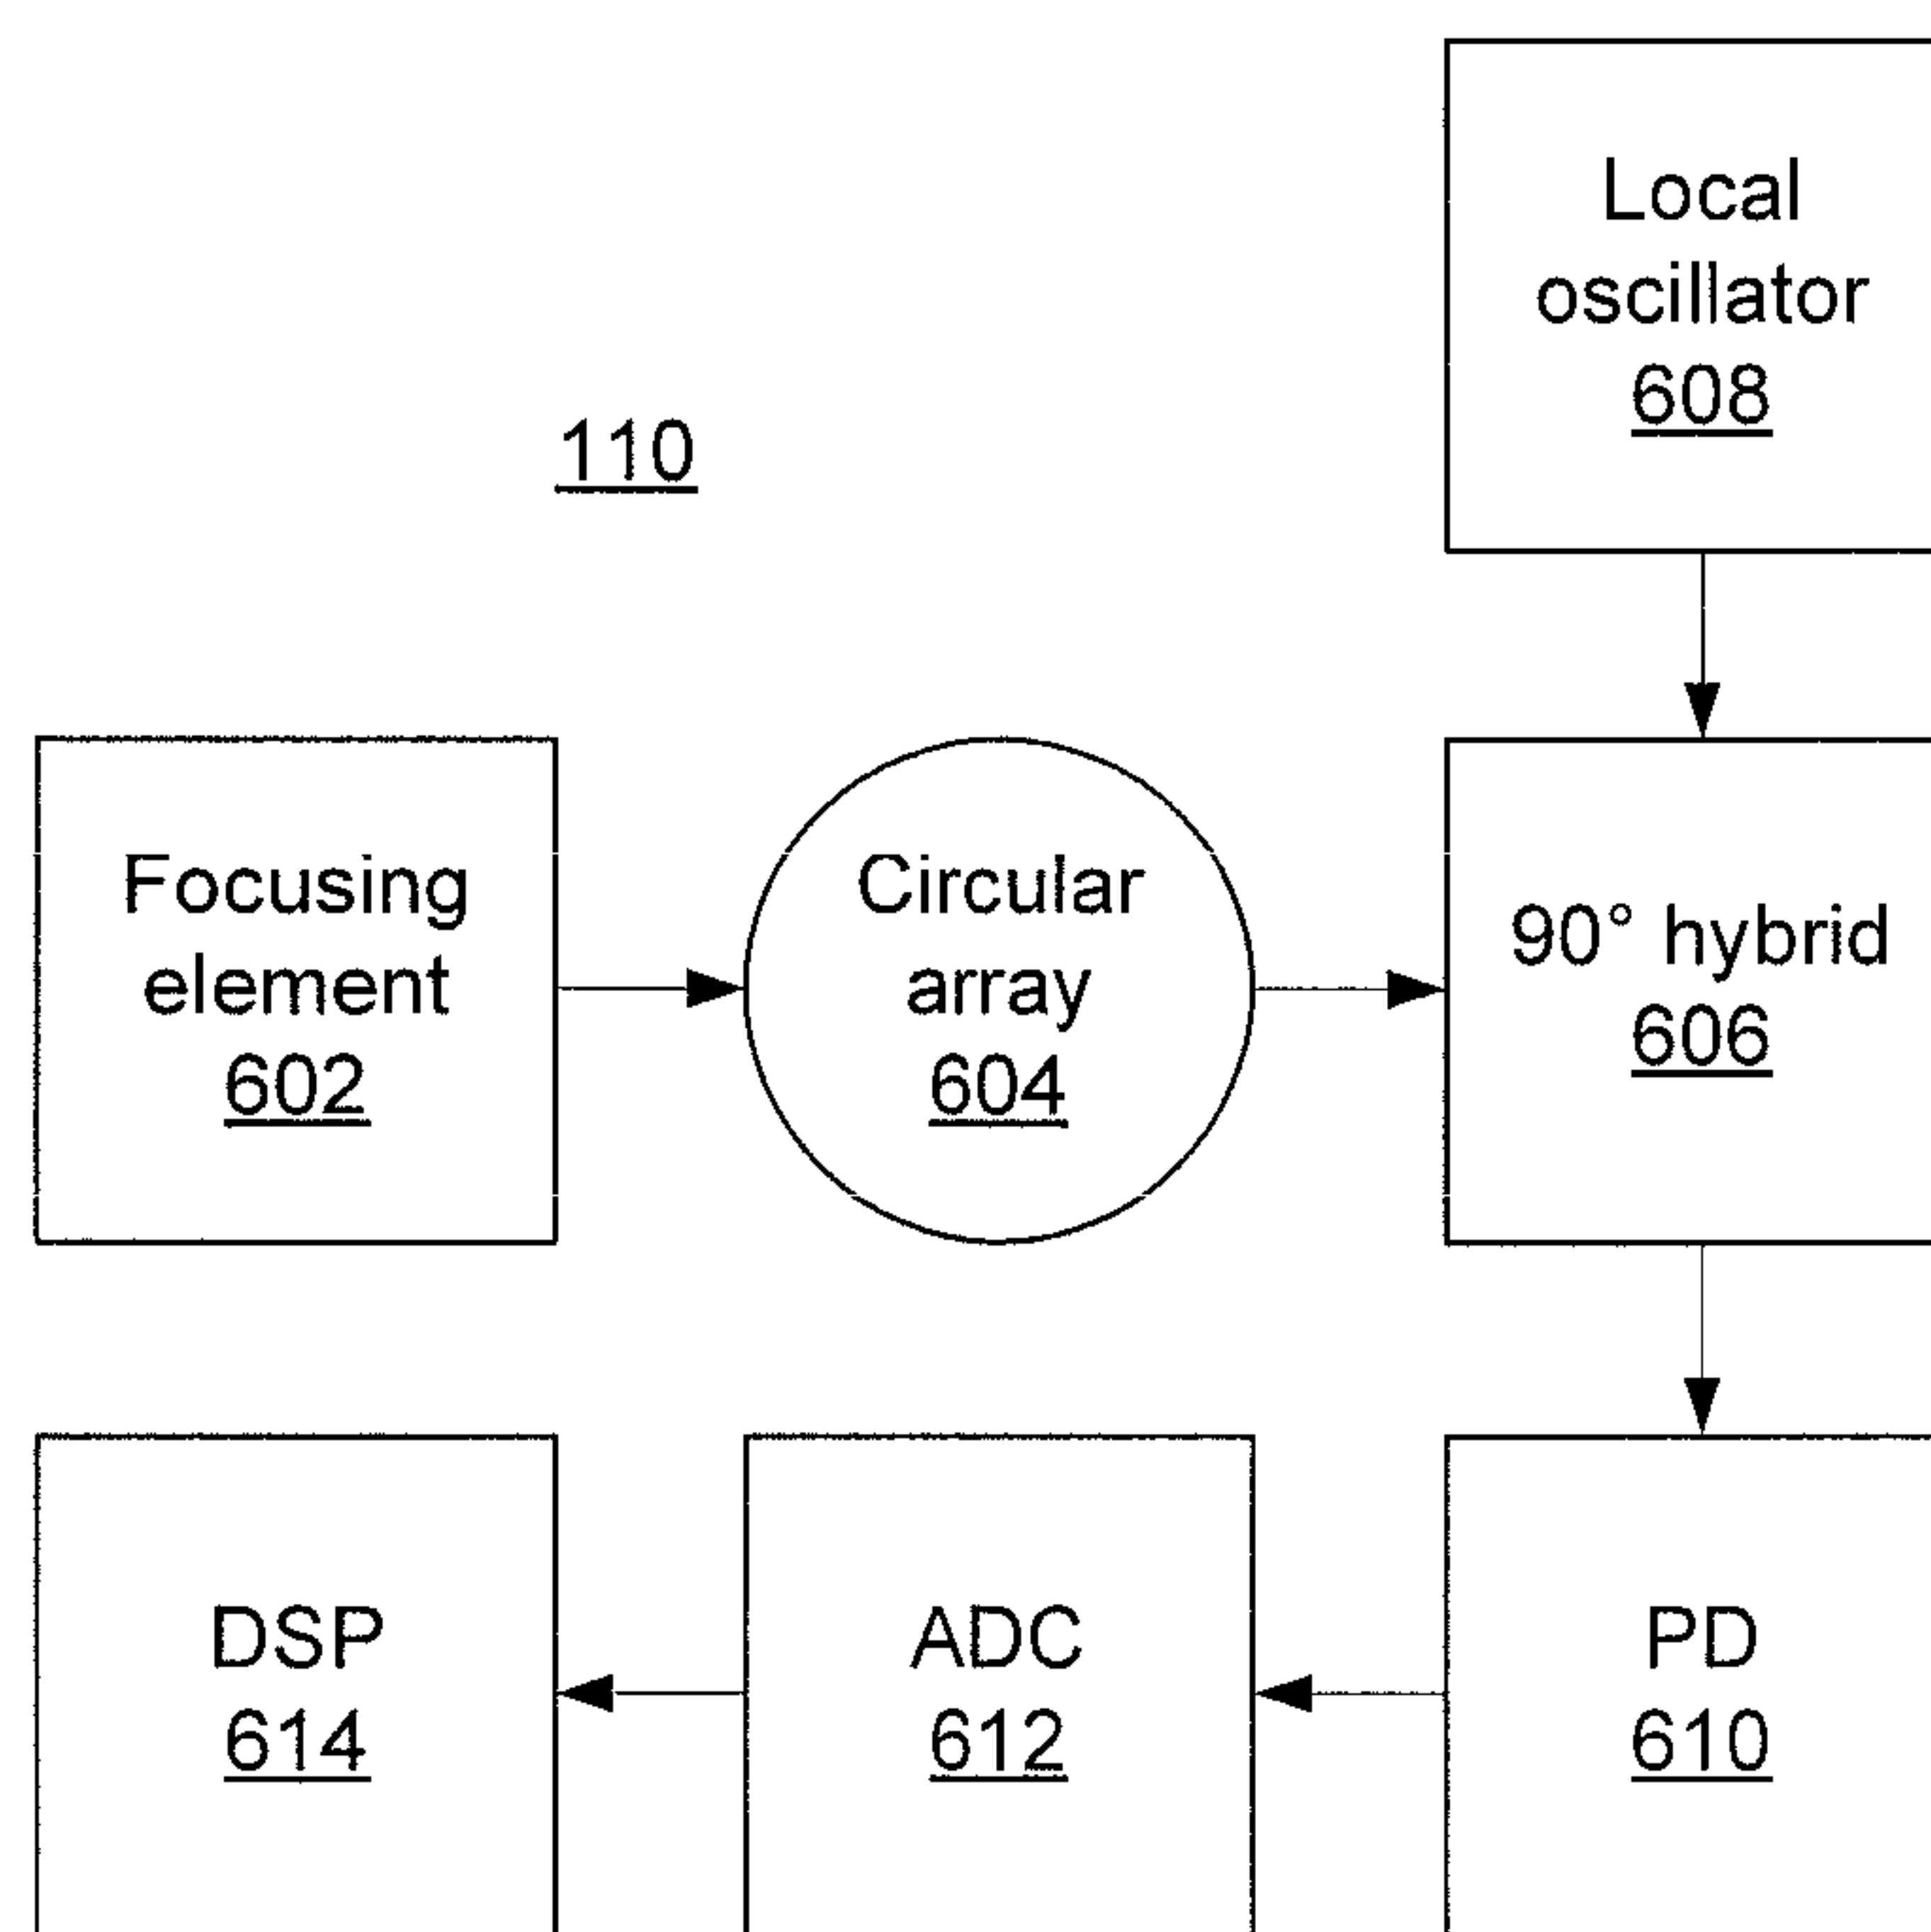 Local
oscillator
608
110
Focusing
element
602
Circular
array
604
90° hybrid
606
DSP
614
ADC
612
PD
610